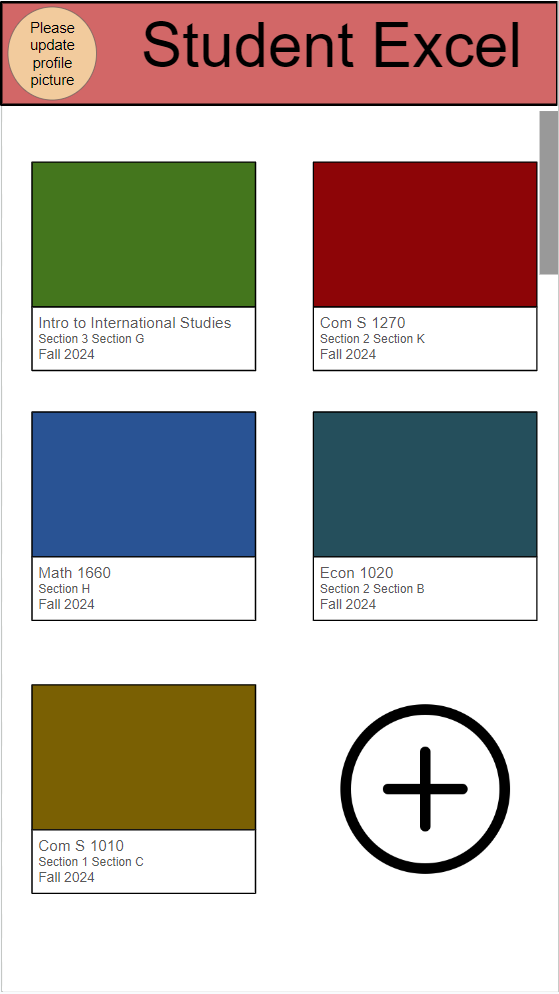 Please
update
profile
picture
Student Excel
Intro to International Studies
Section 3 Section G
Fall 2024
Com S 1270
Section 2 Section K
Fall 2024
Math 1660
Section H
Fall 2024
Econ 1020
Section 2 Section B
Fall 2024
Com S 1010
Section 1 Section C
Fall 2024